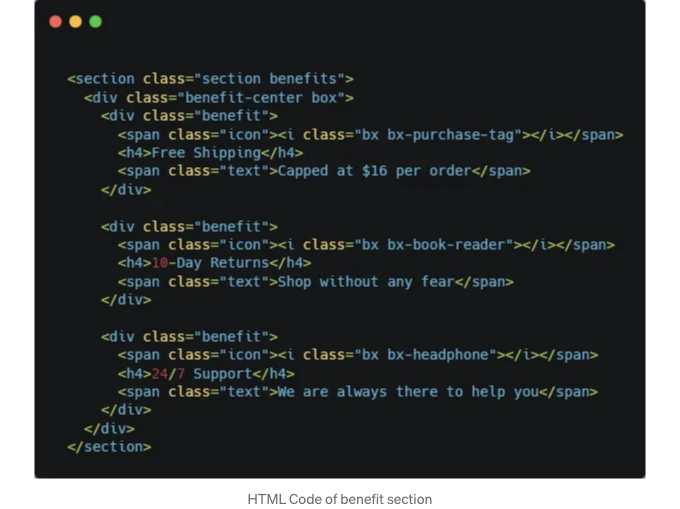 <section class="section benefits">
<div class="benefit-center box">
<div class="benefit">
<span class="icon"><i class="bx bx-purchase-tag"></i></span>
<h4>Free Shipping</h4>
<span class="text">Capped at $16 per order</span>
</div>
<div class="benefit">
<span class="icon"><i class="bx bx-book-reader"></i></span>
<h4>10-Day Returns</h4>
<span class="text">Shop without any fear</span>
</div>
<div class="benefit">
<span class="icon"><i class="bx bx-headphone"></i></span>
<h4>24/7 Support</h4>
<span class="text">We are always there to help you</span>
</div>
</div>
</section>
HTML Code of benefit section